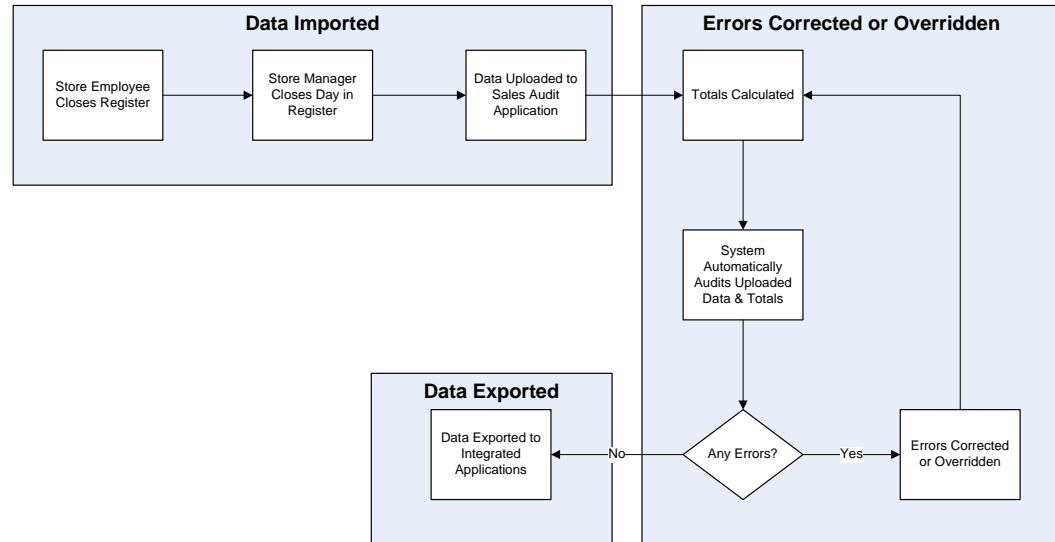 Data Imported
Store Employee
Closes Register
Store Manager
Closes Day in
Register
Data Uploaded to
Sales Audit
Application
Errors Corrected or Overridden
Totals Calculated
System
Automatically
Audits Uploaded
Data & Totals
Any Errors?
Yes
Errors Corrected
or Overridden
No
Data Exported
Data Exported to
Integrated
Applications